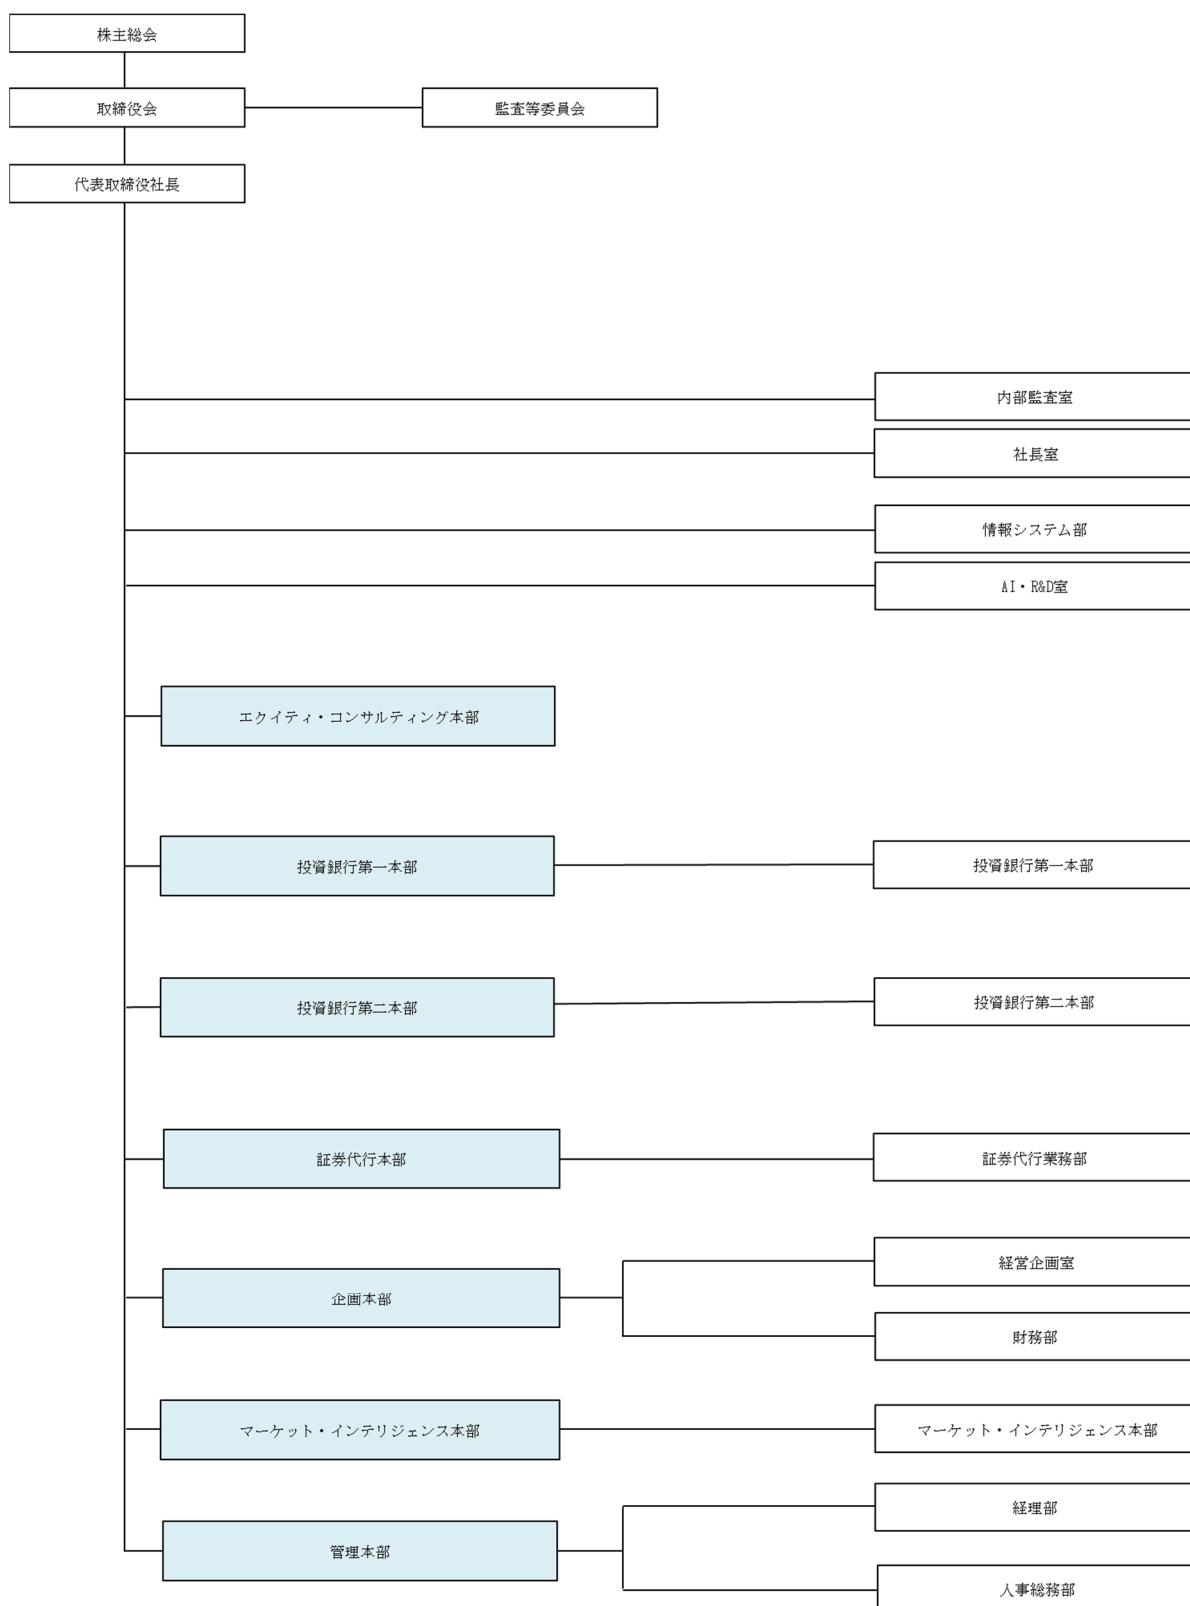 株主総会
取締役会
監査等委員会
代表取締役社長
内部監査室
社長室
情報システム部
AI・R&D室
エクイティ・コンサルティング本部
投資銀行第一本部
投資銀行第一本部
投資銀行第二本部
投資銀行第二本部
証券代行本部
証券代行業務部
経営企画室
企画本部
財務部
マーケット・インテリジェンス本部
マーケット・インテリジェンス本部
経理部
管理本部
人事総務部